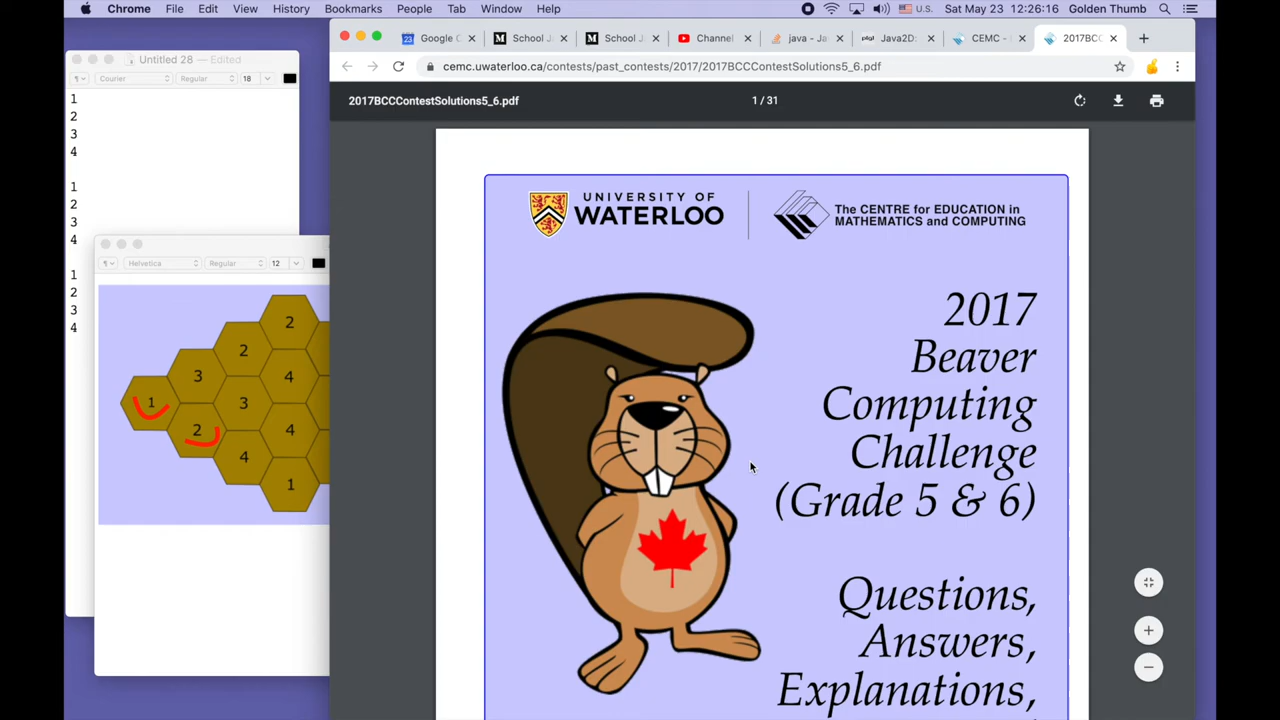 Chrome File Edit View History Bookmarks People Tab Window Help U.S. Sat May 23 12:26:16 Golden Thumb
Google C
School J
School J
Channel
java - Ja
Java2D:
CEMC -
2017BCC
cemc.uwaterloo.ca/contests/past_contests/2017/2017BCCContestSolutions5_6.pdf
2017BCCContestSolutions5_6.pdf 1 / 31
Untitled 28 — Edited
Courier Regular 18
1
2
3
4
1
2
3
4
1
2
3
4
Helvetica Regular 12
2
2
3 4
1 3
2 4
4
1
UNIVERSITY OF
WATERLOO
The CENTRE for EDUCATION in
MATHEMATICS and COMPUTING
2017
Beaver
Computing
Challenge
(Grade 5 & 6)
Questions,
Answers,
Explanations,